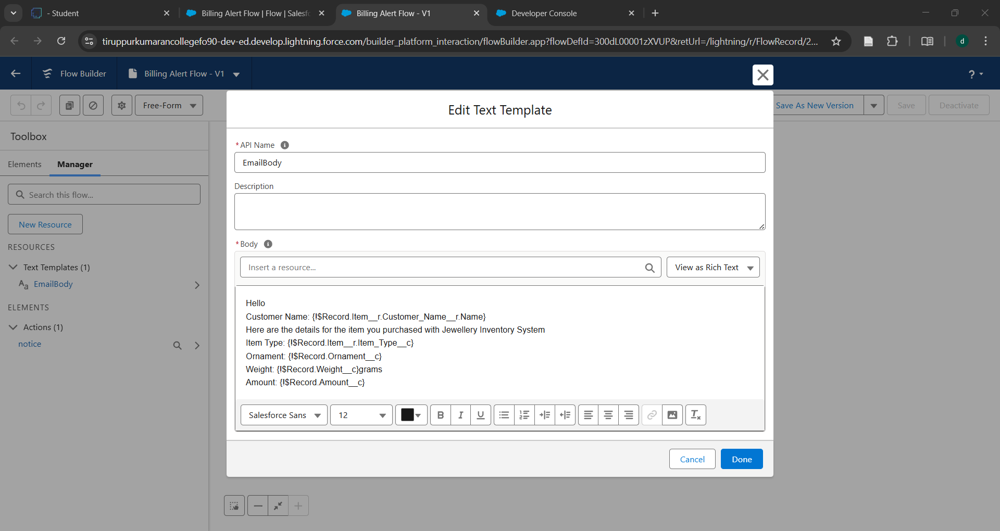 - Student
Billing Alert Flow | Flow | Salesf
Billing Alert Flow - V1
Developer Console
tiruppurkumarancollegefo90-dev-ed.develop.lightning.force.com/builder_platform_interaction/flowBuilder.app?flowDefId=300dL00001zXVUP&retUrl=/lightning/r/FlowRecord/2...
d
Flow Builder
Billing Alert Flow - V1
?
Free-Form
Save As New Version
Save
Deactivate
Toolbox
Elements
Manager
Search this flow...
New Resource
RESOURCES
Text Templates (1)
Aa EmailBody
ELEMENTS
Actions (1)
notice
Edit Text Template
*API Name
EmailBody
Description
*Body
Insert a resource...
View as Rich Text
Hello
Customer Name: {!$Record.Item__r.Customer_Name__r.Name}
Here are the details for the item you purchased with Jewellery Inventory System
Item Type: {!$Record.Item__r.Item_Type__c}
Ornament: {!$Record.Ornament__c}
Weight: {!$Record.Weight__c}grams
Amount: {!$Record.Amount__c}
Salesforce Sans
12
B
I
U
Cancel
Done